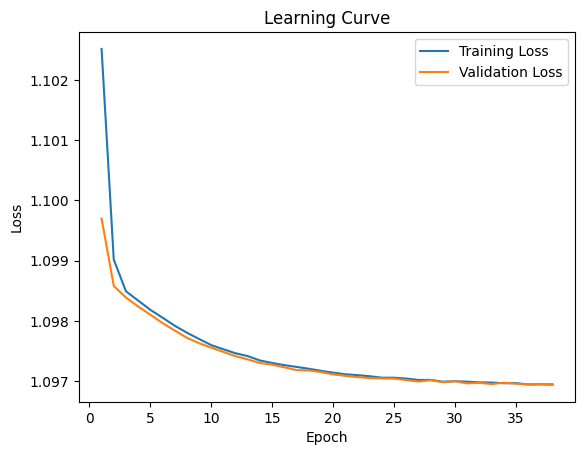 Learning Curve
Training Loss
Validation Loss
1.102
1.101
1.100
1.099
1.098
1.097
Loss
0 5 10 15 20 25 30 35
Epoch